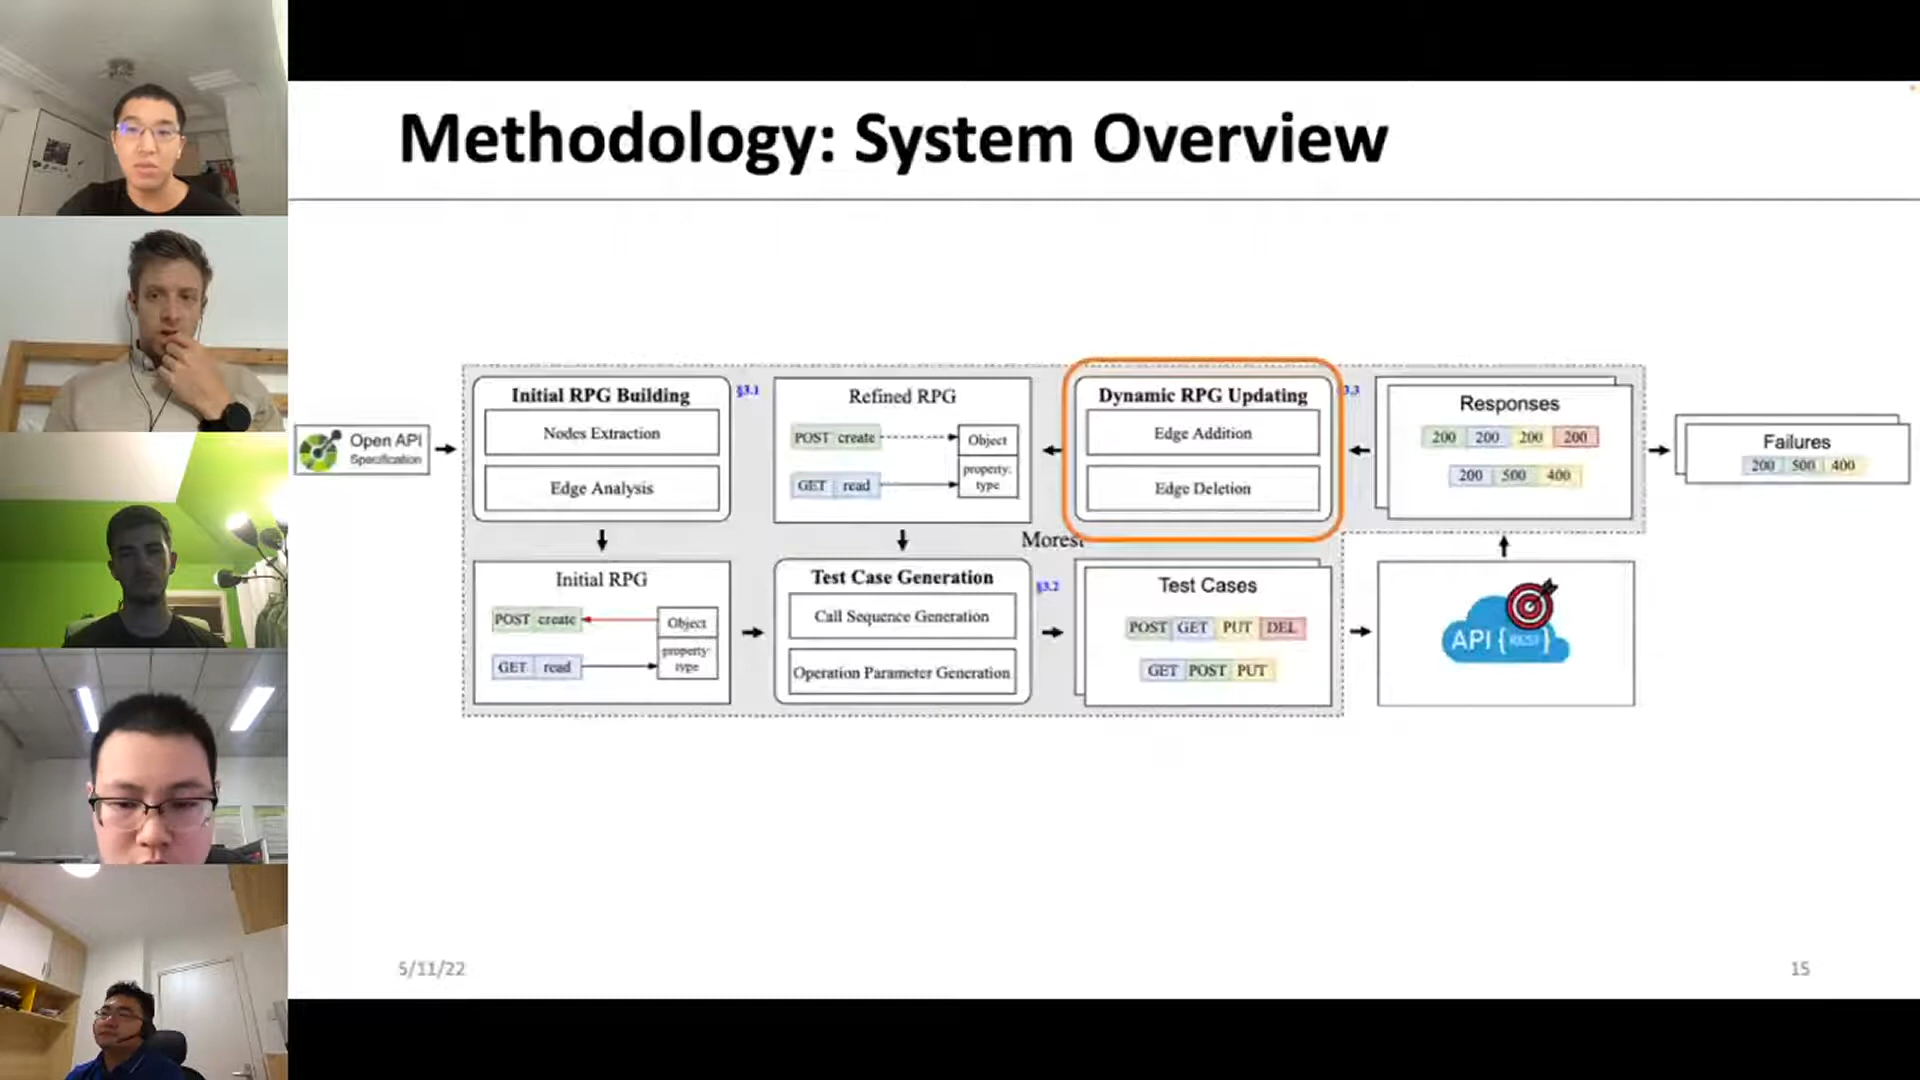 Methodology: System Overview
Open API
Specification
Initial RPG Building
Nodes Extraction
Edge Analysis
§3.1
Refined RPG
POST create
GET read
Object
property:
type
Dynamic RPG Updating
Edge Addition
Edge Deletion
3.3
Responses
200 200 200 200
200 500 400
Failures
200 500 400
Morest
Initial RPG
POST create
GET read
Object
property:
type
Test Case Generation
Call Sequence Generation
Operation Parameter Generation
§3.2
Test Cases
POST GET PUT DEL
GET POST PUT
API {REST}
5/11/22
15